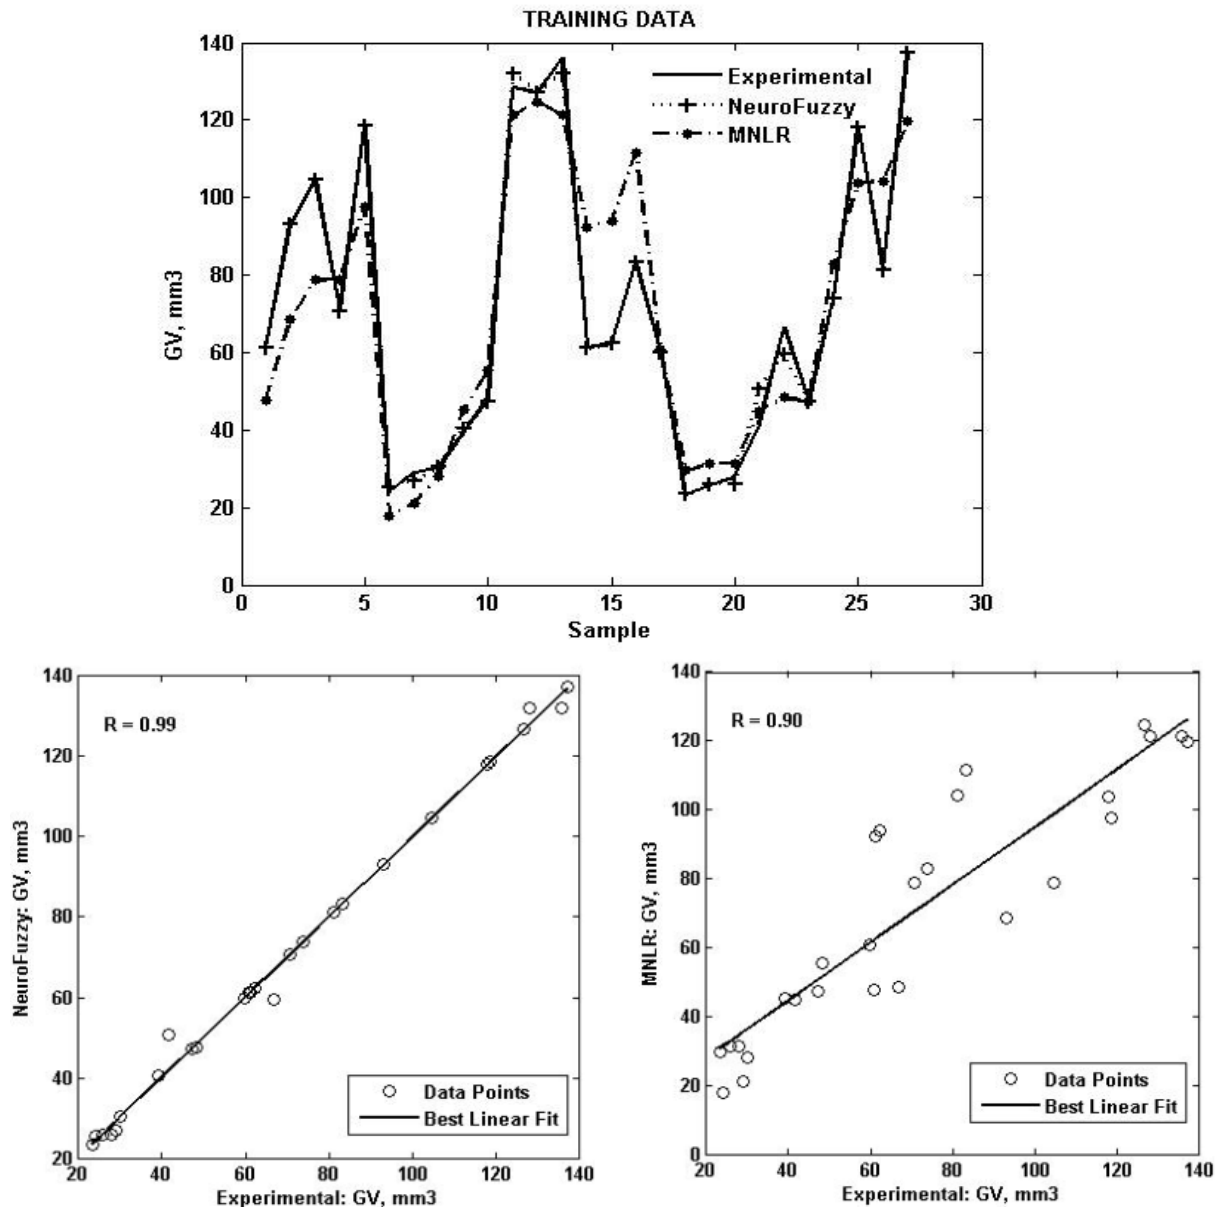 TRAINING DATA
140
120
100
80
60
40
20
0
GV, mm3
Experimental
NeuroFuzzy
MNLR
0 5 10 15 20 25 30
Sample
140
120
100
80
60
40
20
NeuroFuzzy: GV, mm3
R = 0.99
Data Points
Best Linear Fit
20 40 60 80 100 120 140
Experimental: GV, mm3
140
120
100
80
60
40
20
0
MNLR: GV, mm3
R = 0.90
Data Points
Best Linear Fit
20 40 60 80 100 120 140
Experimental: GV, mm3